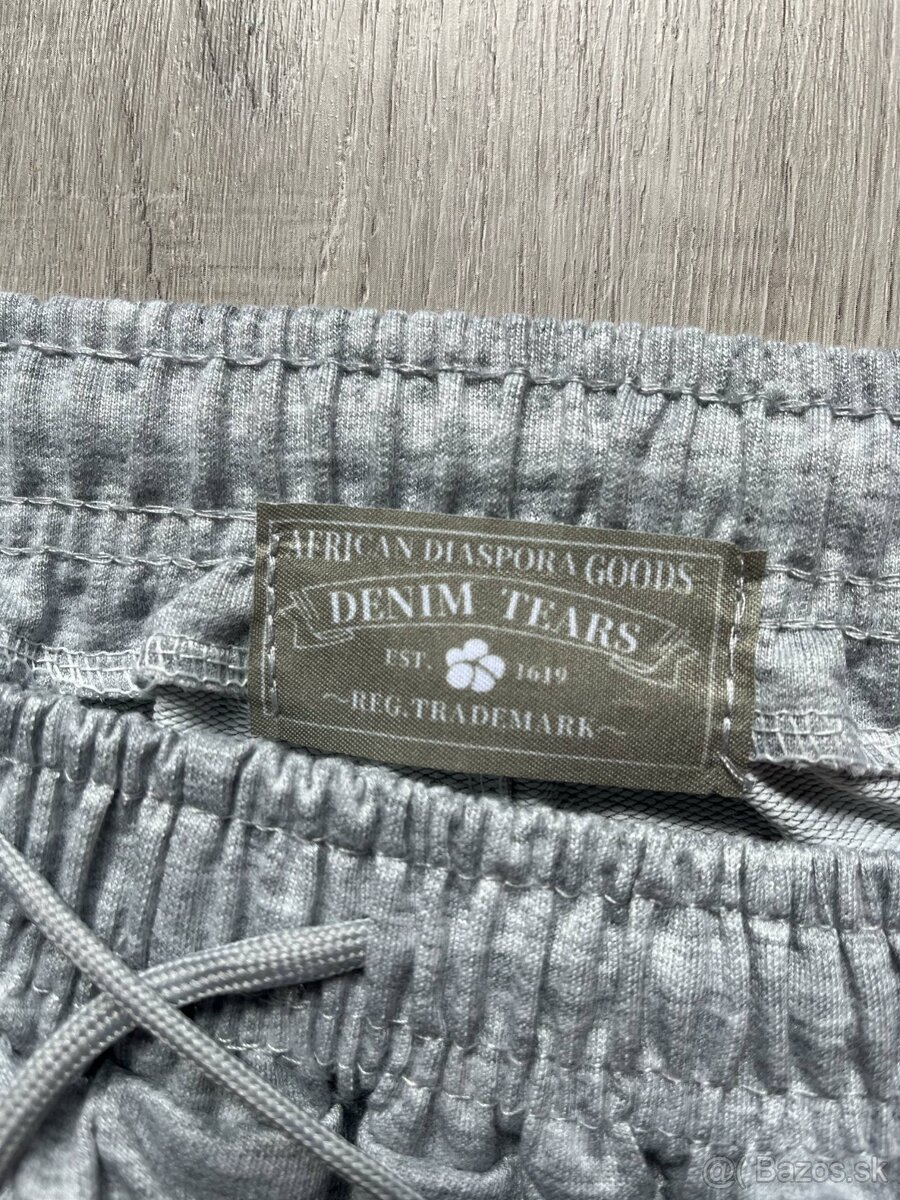 AFRICAN DIASPORA GOODS
DENIM TEARS
EST. 1619
~REG. TRADEMARK~
@( Bazos.sk